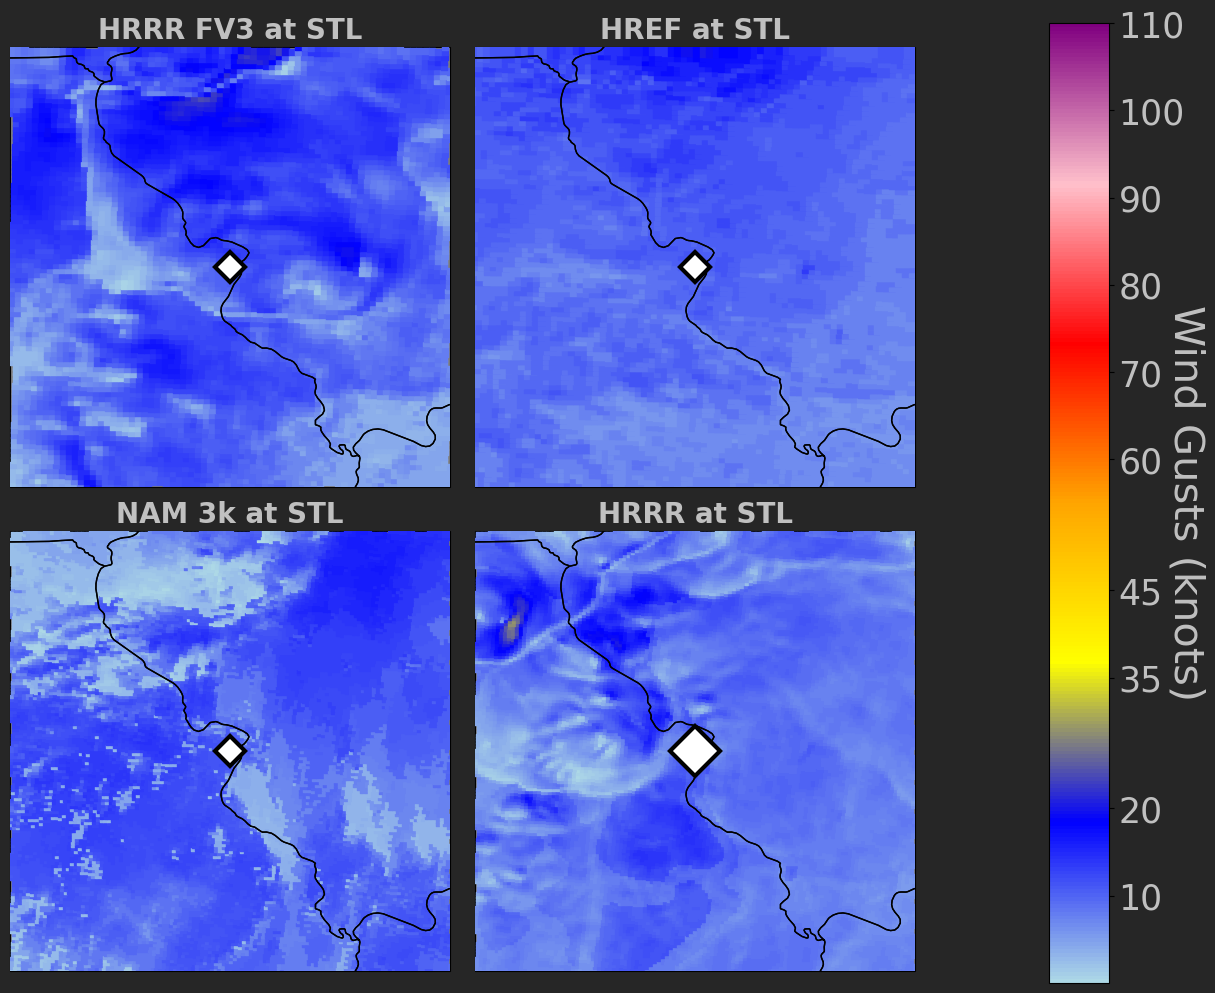 HRRR FV3 at STL
HREF at STL
NAM 3k at STL
HRRR at STL
110
100
90
80
70
60
45
35
20
10
Wind Gusts (knots)